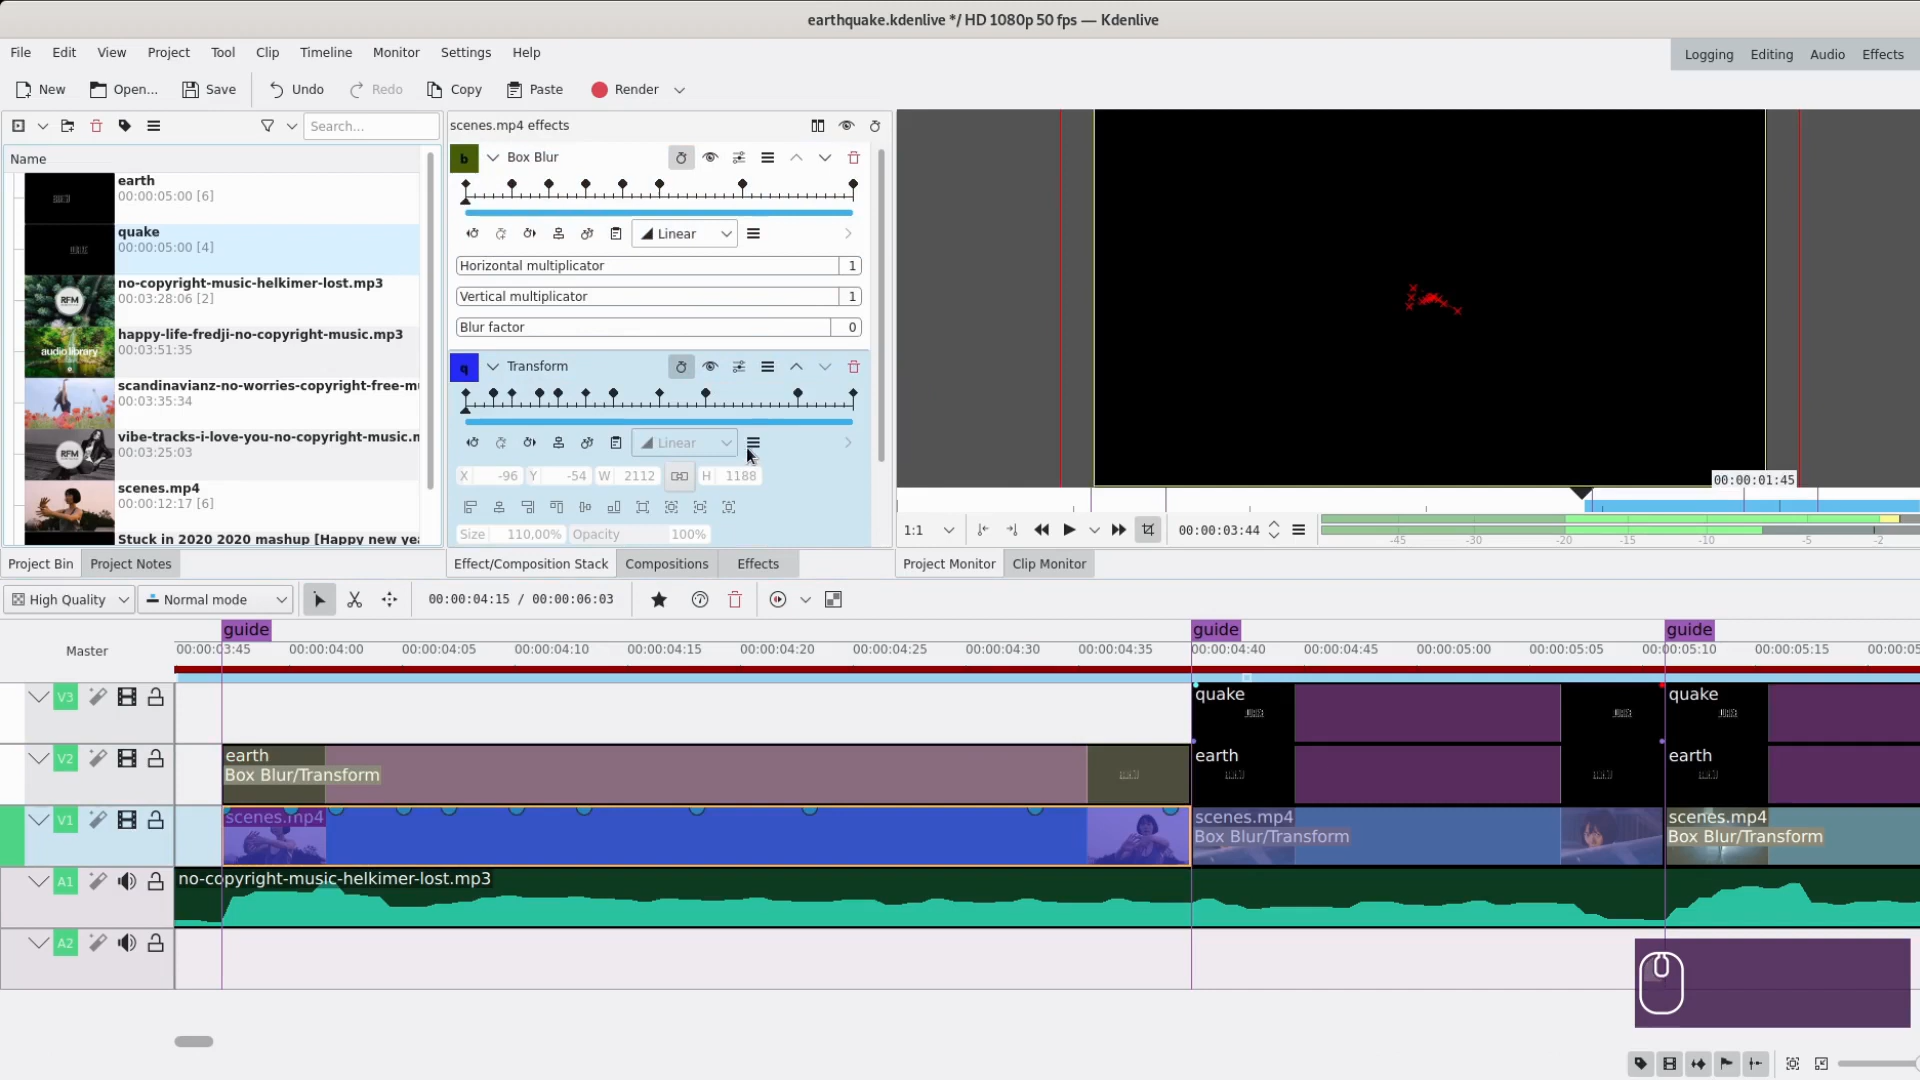 earthquake.kdenlive */ HD 1080p 50 fps — Kdenlive
File Edit View Project Tool Clip Timeline Monitor Settings Help
Logging Editing Audio Effects
New Open... Save Undo Redo Copy Paste Render
Search...
Name
earth
00:00:05:00 [6]
quake
00:00:05:00 [4]
no-copyright-music-helkimer-lost.mp3
00:03:28:06 [2]
RFM
happy-life-fredji-no-copyright-music.mp3
00:03:51:35
audio library
scandinavianz-no-worries-copyright-free-mu
00:03:35:34
vibe-tracks-i-love-you-no-copyright-music.m
00:03:25:03
RFM
scenes.mp4
00:00:12:17 [6]
Stuck in 2020 2020 mashup [Happy new yea
Project Bin Project Notes
scenes.mp4 effects
b Box Blur
Linear
Horizontal multiplicator 1
Vertical multiplicator 1
Blur factor 0
q Transform
Linear
X -96 Y -54 W 2112 H 1188
Size 110,00% Opacity 100%
Effect/Composition Stack Compositions Effects
00:00:01:45
1:1 00:00:03:44
-45 -30 -20 -15 -10 -5 -2
Project Monitor Clip Monitor
High Quality Normal mode 00:00:04:15 / 00:00:06:03
guide guide guide
Master
00:00:03:45 00:00:04:00 00:00:04:05 00:00:04:10 00:00:04:15 00:00:04:20 00:00:04:25 00:00:04:30 00:00:04:35 00:00:04:40 00:00:04:45 00:00:05:00 00:00:05:05 00:00:05:10 00:00:05:15 00:00:05
V3 quake quake
V2 earth earth earth
Box Blur/Transform
V1 scenes.mp4 scenes.mp4 scenes.mp4
Box Blur/Transform Box Blur/Transform
A1 no-copyright-music-helkimer-lost.mp3
A2